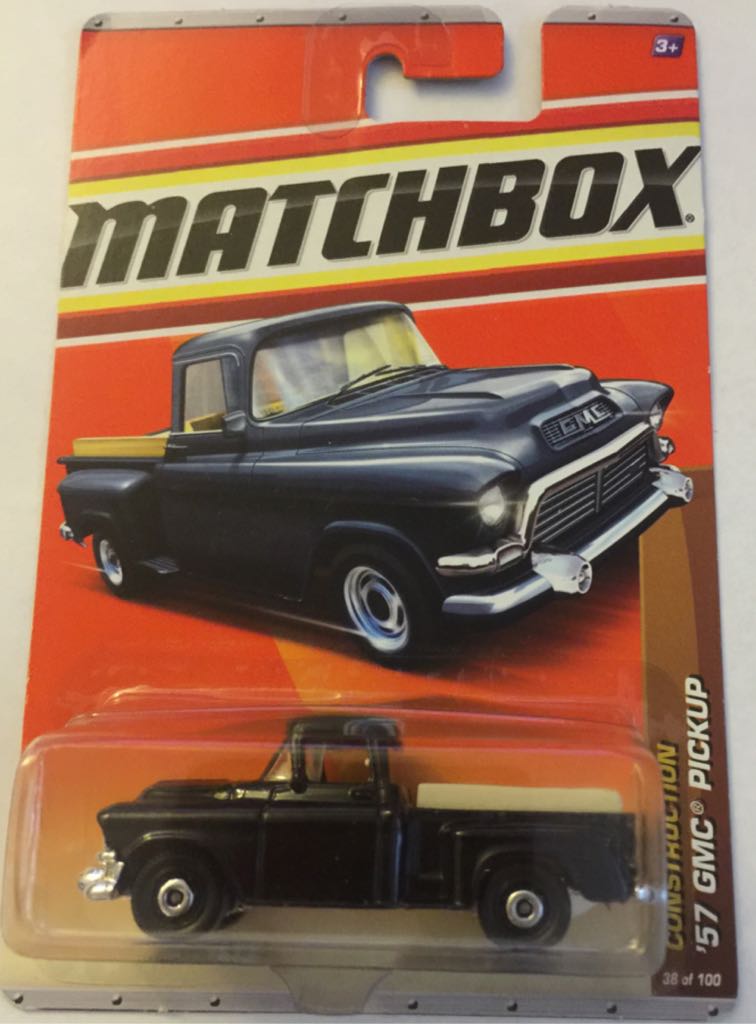 3+
MATCHBOX®
GMC
CONSTRUCTION
'57 GMC® PICKUP
38 of 100